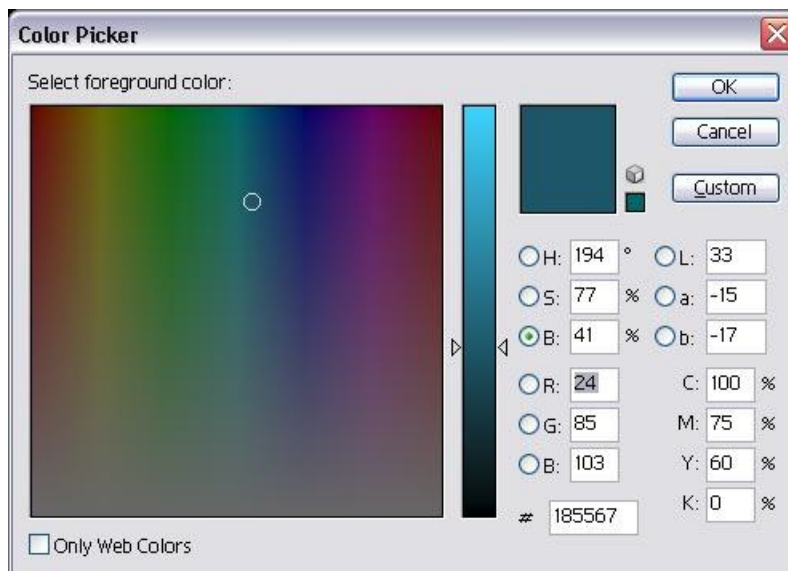 Color Picker
Select foreground color:
OK
Cancel
Custom
H: 194 °
S: 77 %
B: 41 %
R: 24
G: 85
B: 103
# 185567
L: 33
a: -15
b: -17
C: 100 %
M: 75 %
Y: 60 %
K: 0 %
Only Web Colors